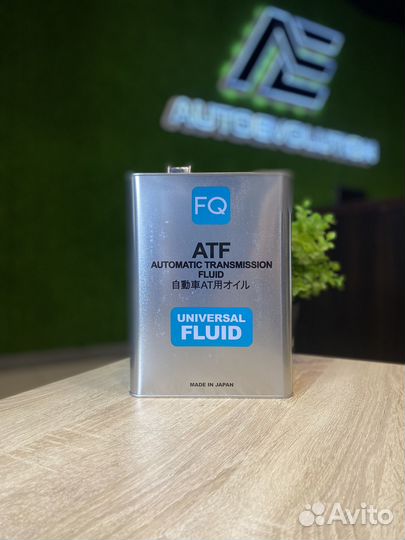 AUTOEVOLUTION
FQ
ATF
AUTOMATIC TRANSMISSION
FLUID
自動車AT用オイル
UNIVERSAL
FLUID
MADE IN JAPAN
Avito